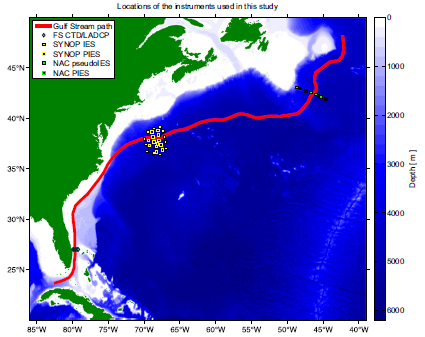 Locations of the instruments used in this study
Gulf Stream path
FS CTD/LADCP
SYNOP IES
SYNOP PIES
NAC pseudoIES
NAC PIES
45°N
40°N
35°N
30°N
25°N
85°W 80°W 75°W 70°W 65°W 60°W 55°W 50°W 45°W 40°W
0
1000
2000
3000
4000
5000
6000
Depth [ m ]